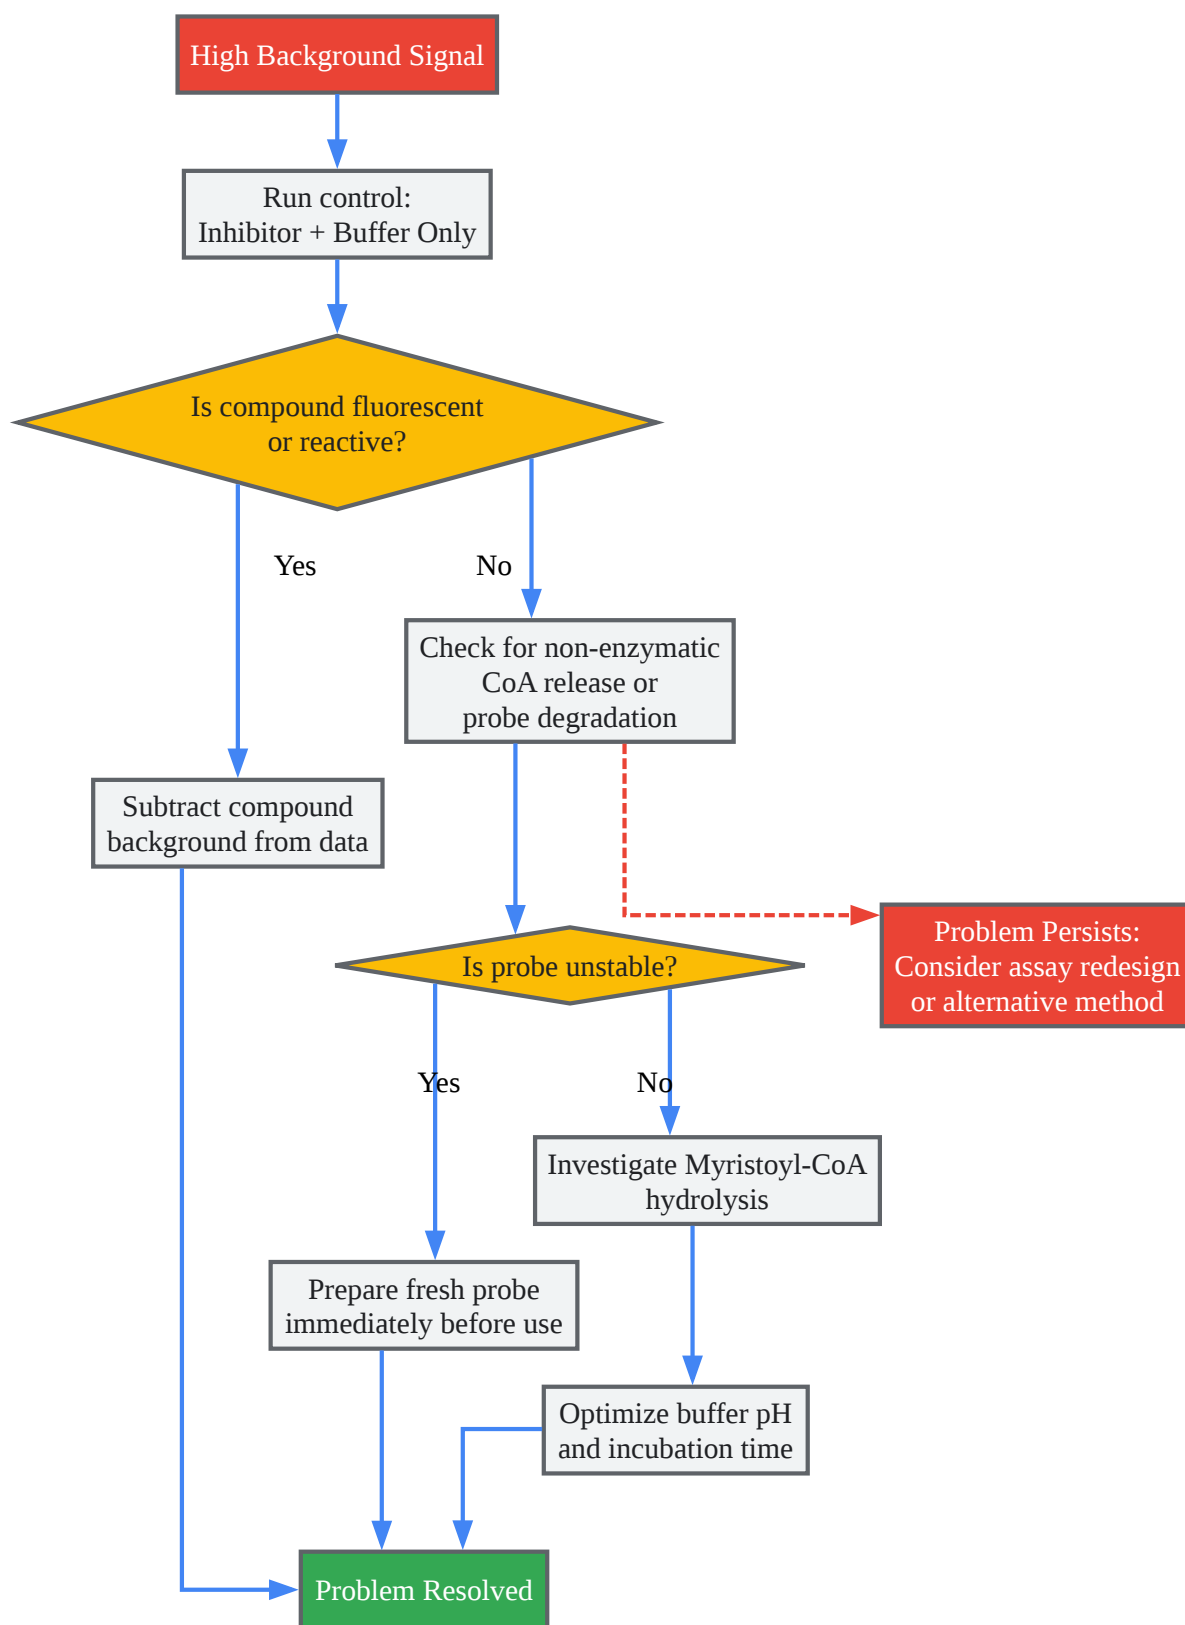 High Background Signal
Run control:
Inhibitor + Buffer Only
Is compound fluorescent
or reactive?
Yes
No
Check for non-enzymatic
CoA release or
probe degradation
Subtract compound
background from data
Problem Persists:
Consider assay redesign
or alternative method
Is probe unstable?
Yes
No
Investigate Myristoyl-CoA
hydrolysis
Prepare fresh probe
immediately before use
Optimize buffer pH
and incubation time
Problem Resolved